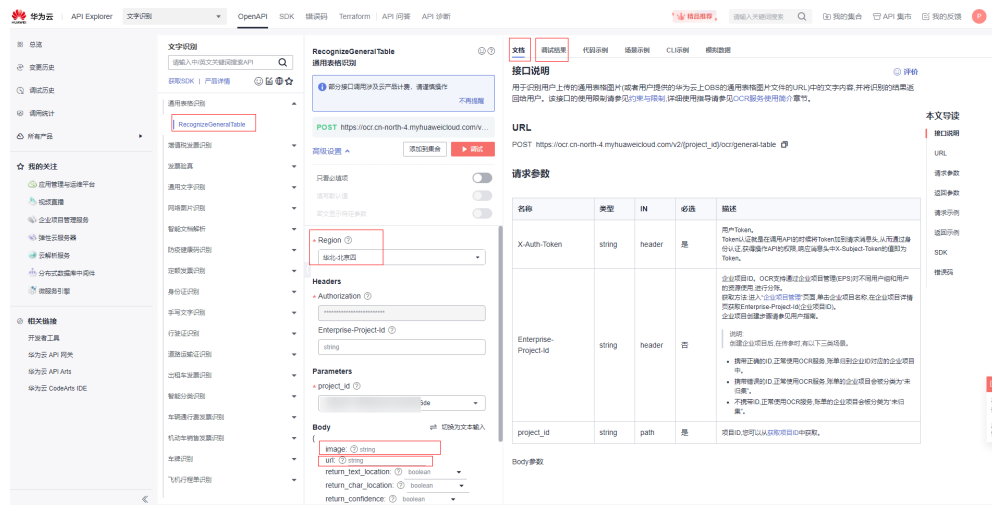 华为云
API Explorer
文字识别
OpenAPI
SDK
错误码
Terraform
API 问答
API 诊断
精品推荐
请输入关键词搜索
我的集合
API 集市
我的反馈
P
总览
变更历史
调试历史
调用统计
所有产品
我的关注
应用管理与运维平台
视频直播
企业项目管理服务
弹性云服务器
云解析服务
分布式数据库中间件
微服务引擎
相关链接
开发者工具
华为云 API 网关
华为云 API Arts
华为云 CodeArts IDE
文字识别
请输入中/英文关键词搜索API
获取SDK | 产品详情
通用表格识别
RecognizeGeneralTable
增值税发票识别
发票验真
通用文字识别
网络图片识别
智能文档解析
防疫健康码识别
定额发票识别
身份证识别
手写文字识别
行驶证识别
道路运输证识别
出租车发票识别
智能分类识别
车辆通行费发票识别
机动车销售发票识别
车牌识别
飞机行程单识别
RecognizeGeneralTable
通用表格识别
部分接口调用涉及云产品计费，请谨慎操作
不再提醒
POST https://ocr.cn-north-4.myhuaweicloud.com/v...
高级设置
添加到集合
调试
只看必填项
填写默认值
英文显示待选参数
* Region
华北-北京四
Headers
* Authorization
************************
Enterprise-Project-Id
string
Parameters
* project_id
Body
切换为文本输入
{
image: string
url: string
return_text_location: boolean
return_char_location: boolean
return_confidence: boolean
文档
调试结果
代码示例
场景示例
CLI示例
模拟数据
接口说明
评价
用于识别用户上传的通用表格图片(或者用户提供的华为云上OBS的通用表格图片文件的URL)中的文字内容,并将识别的结果返
回给用户。该接口的使用限制请参见约束与限制,详细使用指导请参见OCR服务使用简介章节。
URL
POST https://ocr.cn-north-4.myhuaweicloud.com/v2/{project_id}/ocr/general-table
请求参数
名称 类型 IN 必选 描述
X-Auth-Token string header 是
用户Token。
Token认证就是在调用API的时候将Token加到请求消息头,从而通过身
份认证,获得操作API的权限,响应消息头中X-Subject-Token的值即为
Token。
Enterprise-
Project-Id string header 否
企业项目ID。OCR支持通过企业项目管理(EPS)对不同用户组和用户
的资源使用,进行分账。
获取方法:进入“企业项目管理”页面,单击企业项目名称,在企业项目详情
页获取Enterprise-Project-Id(企业项目ID)。
企业项目创建步骤请参见用户指南。
说明:
创建企业项目后,在传参时,有以下三类场景。
• 携带正确的ID,正常使用OCR服务,账单归到企业ID对应的企业项目
中。
• 携带错误的ID,正常使用OCR服务,账单的企业项目会被分类为“未
归集”。
• 不携带ID,正常使用OCR服务,账单的企业项目会被分类为“未归
集”。
project_id string path 是 项目ID,您可以从获取项目ID中获取。
Body参数
本文导读
接口说明
URL
请求参数
返回参数
请求示例
返回示例
SDK
错误码